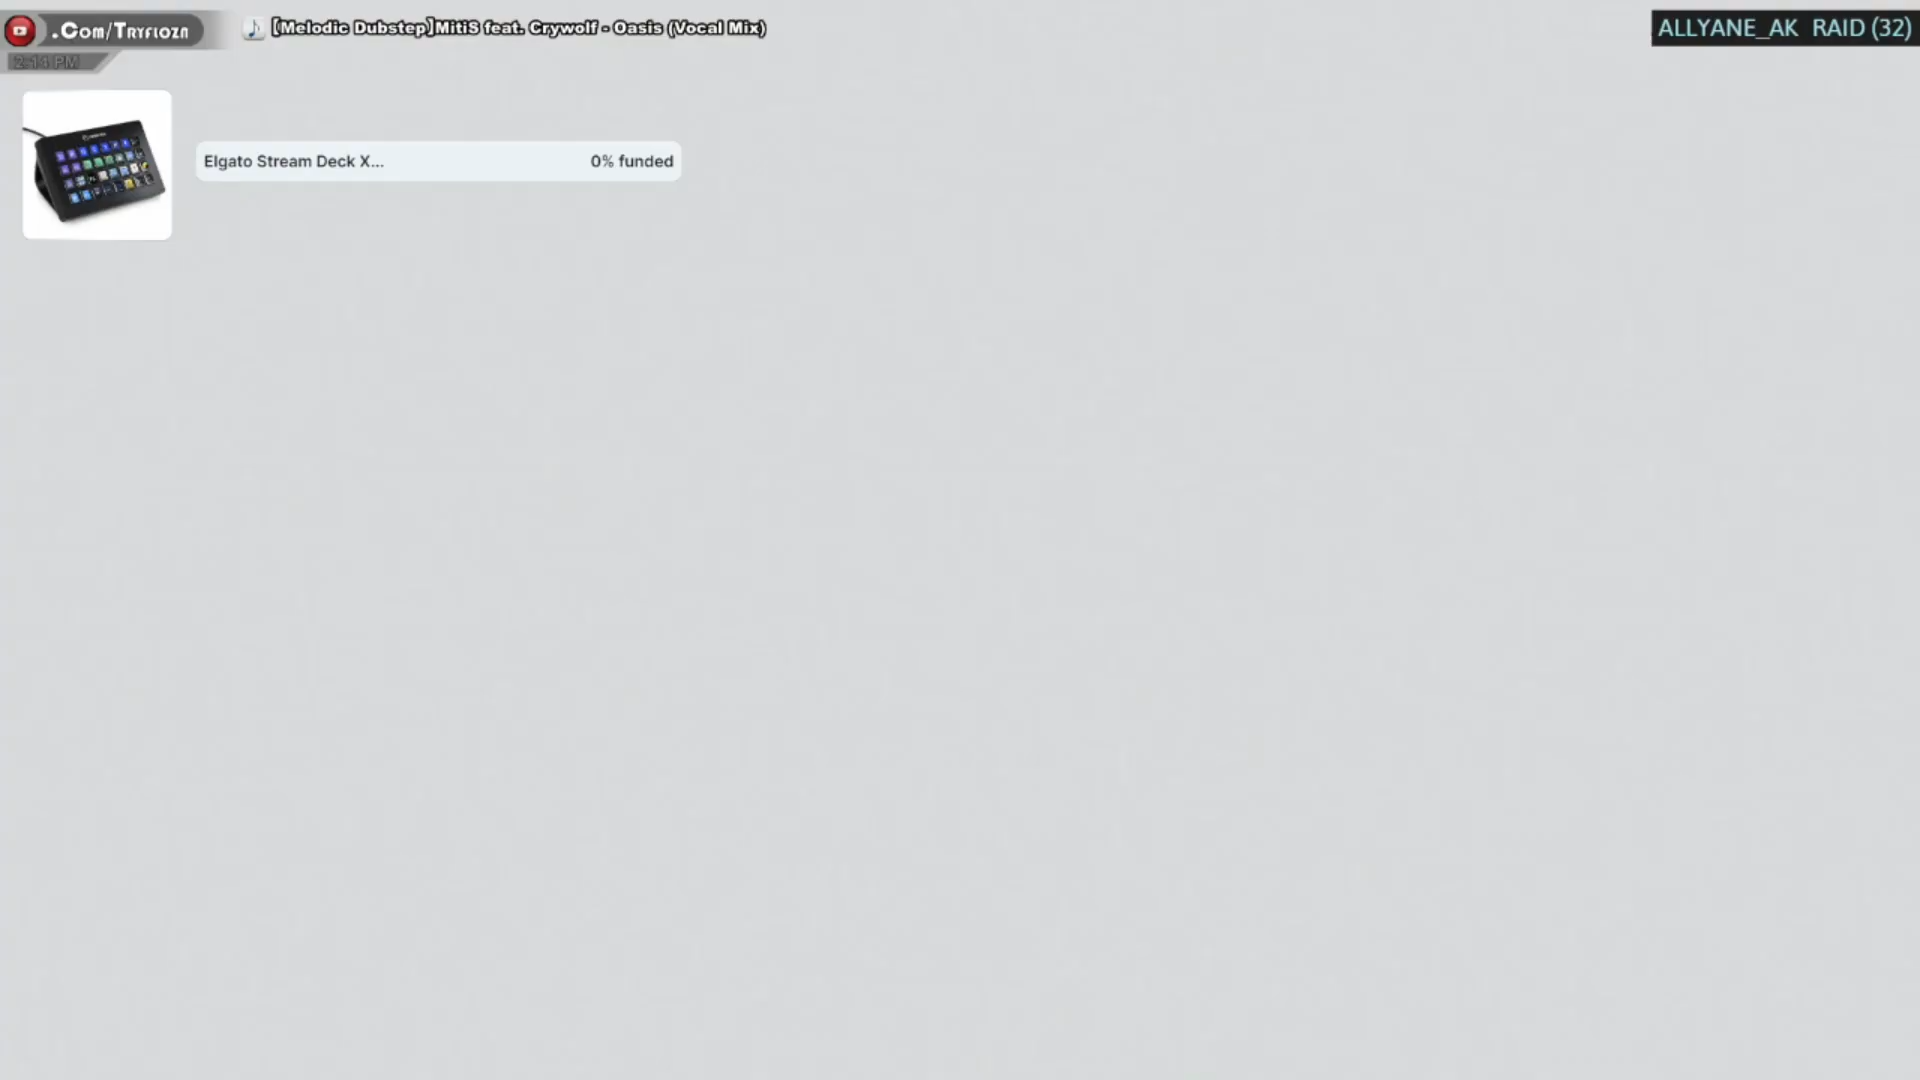 .Com/Tryfiozn
[Melodic Dubstep]MitiS feat. Crywolf - Oasis (Vocal Mix)
ALLYANE_AK RAID (32)
2:14 PM
Elgato Stream Deck X...
0% funded